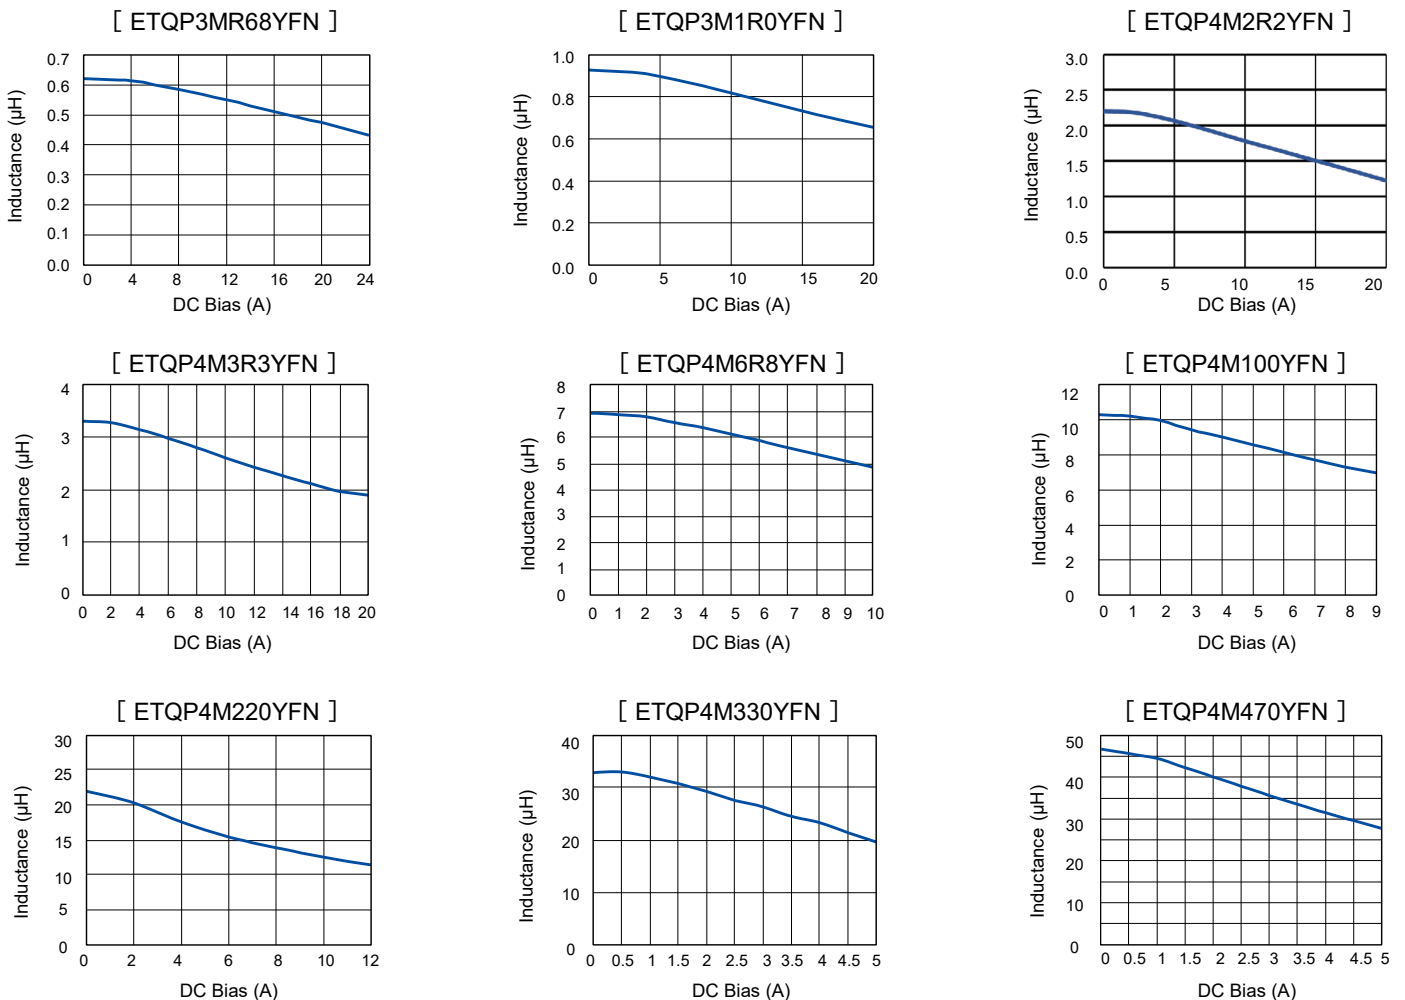 [ ETQP3MR68YFN ]
[ ETQP3M1R0YFN ]
[ ETQP4M2R2YFN ]
Inductance (µH)
0.7
0.6
0.5
0.4
0.3
0.2
0.1
0.0
0 4 8 12 16 20 24
DC Bias (A)
Inductance (µH)
1.0
0.8
0.6
0.4
0.2
0.0
0 5 10 15 20
DC Bias (A)
Inductance (µH)
3.0
2.5
2.0
1.5
1.0
0.5
0.0
0 5 10 15 20
DC Bias (A)
[ ETQP4M3R3YFN ]
[ ETQP4M6R8YFN ]
[ ETQP4M100YFN ]
Inductance (µH)
4
3
2
1
0
0 2 4 6 8 10 12 14 16 18 20
DC Bias (A)
Inductance (µH)
8
7
6
5
4
3
2
1
0
0 1 2 3 4 5 6 7 8 9 10
DC Bias (A)
Inductance (µH)
12
10
8
6
4
2
0
0 1 2 3 4 5 6 7 8 9
DC Bias (A)
[ ETQP4M220YFN ]
[ ETQP4M330YFN ]
[ ETQP4M470YFN ]
Inductance (µH)
30
25
20
15
10
5
0
0 2 4 6 8 10 12
DC Bias (A)
Inductance (µH)
40
30
20
10
0
0 0.5 1 1.5 2 2.5 3 3.5 4 4.5 5
DC Bias (A)
Inductance (µH)
50
40
30
20
10
0
0 0.5 1 1.5 2 2.5 3 3.5 4 4.5 5
DC Bias (A)